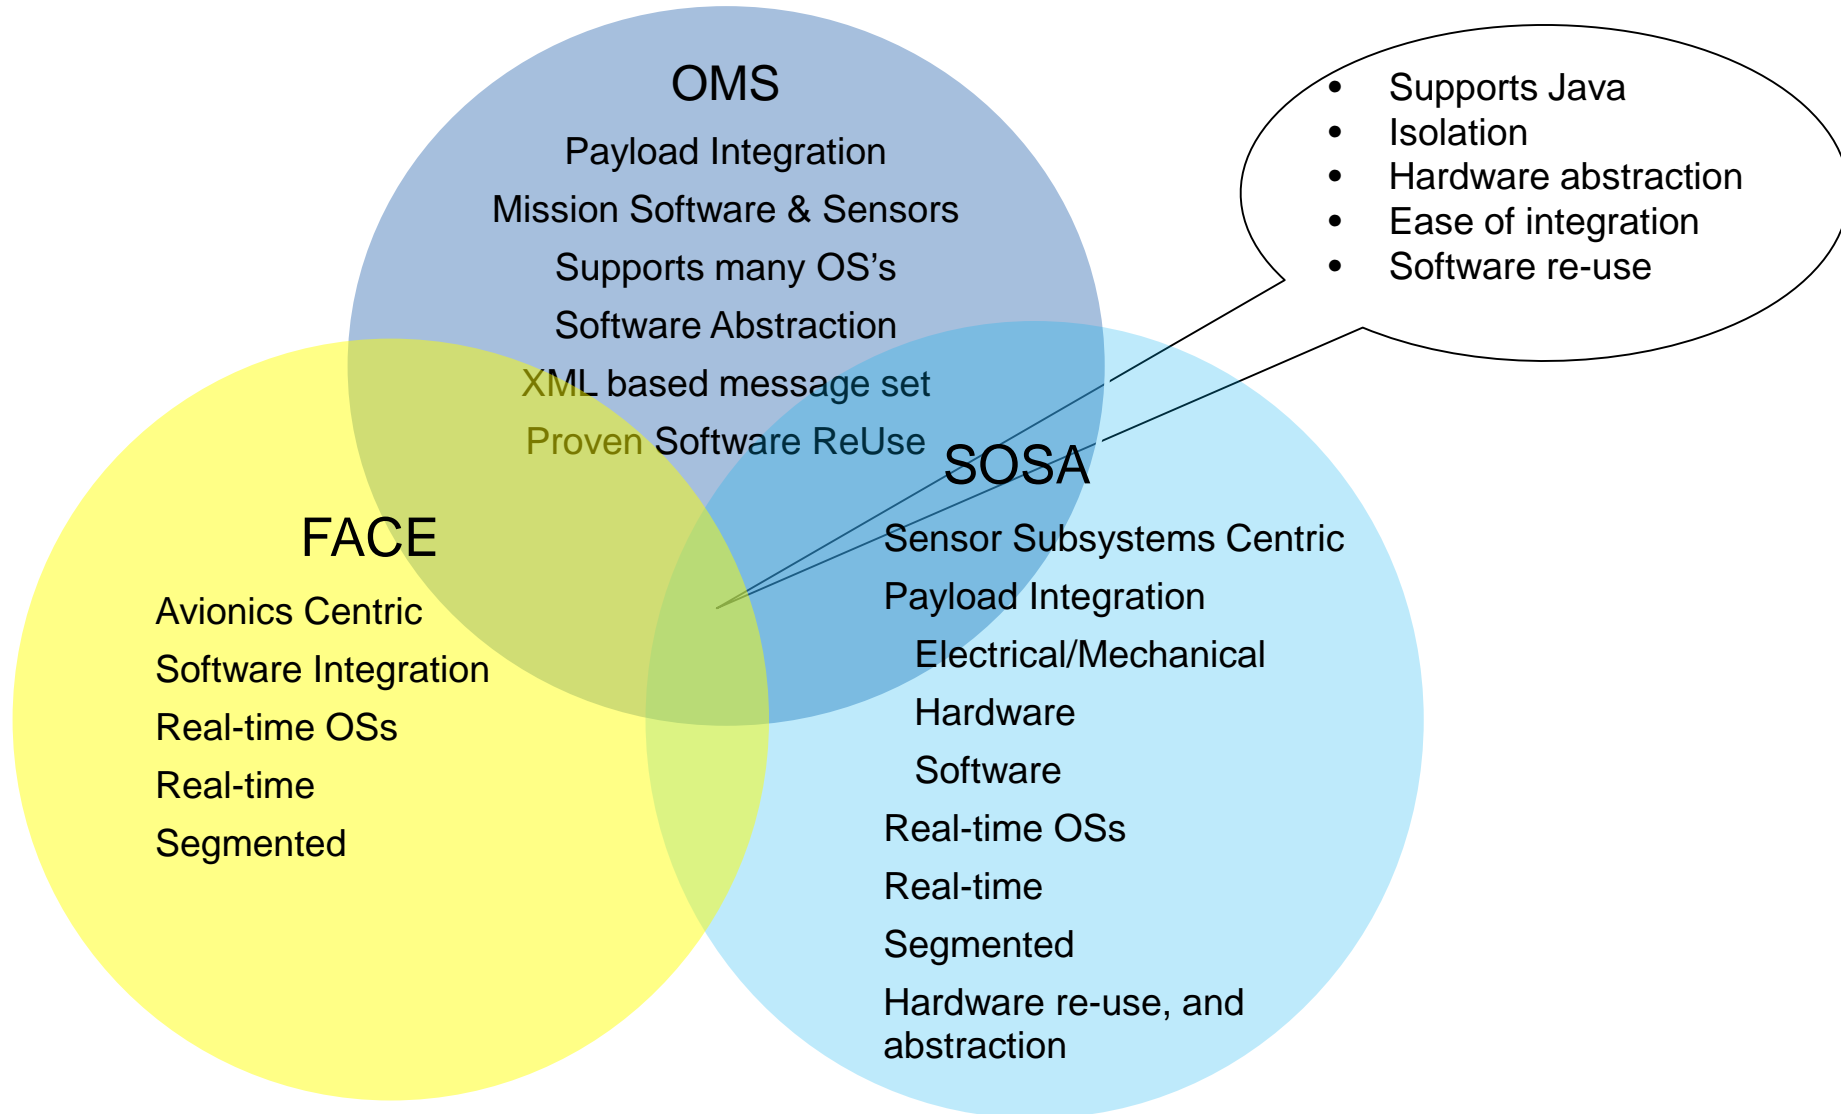 OMS
Payload Integration
Mission Software & Sensors
Supports many OS's
Software Abstraction
XML based message set
Proven Software ReUse
• Supports Java
• Isolation
• Hardware abstraction
• Ease of integration
• Software re-use
FACE
Avionics Centric
Software Integration
Real-time OSs
Real-time
Segmented
SOSA
Sensor Subsystems Centric
Payload Integration
Electrical/Mechanical
Hardware
Software
Real-time OSs
Real-time
Segmented
Hardware re-use, and
abstraction